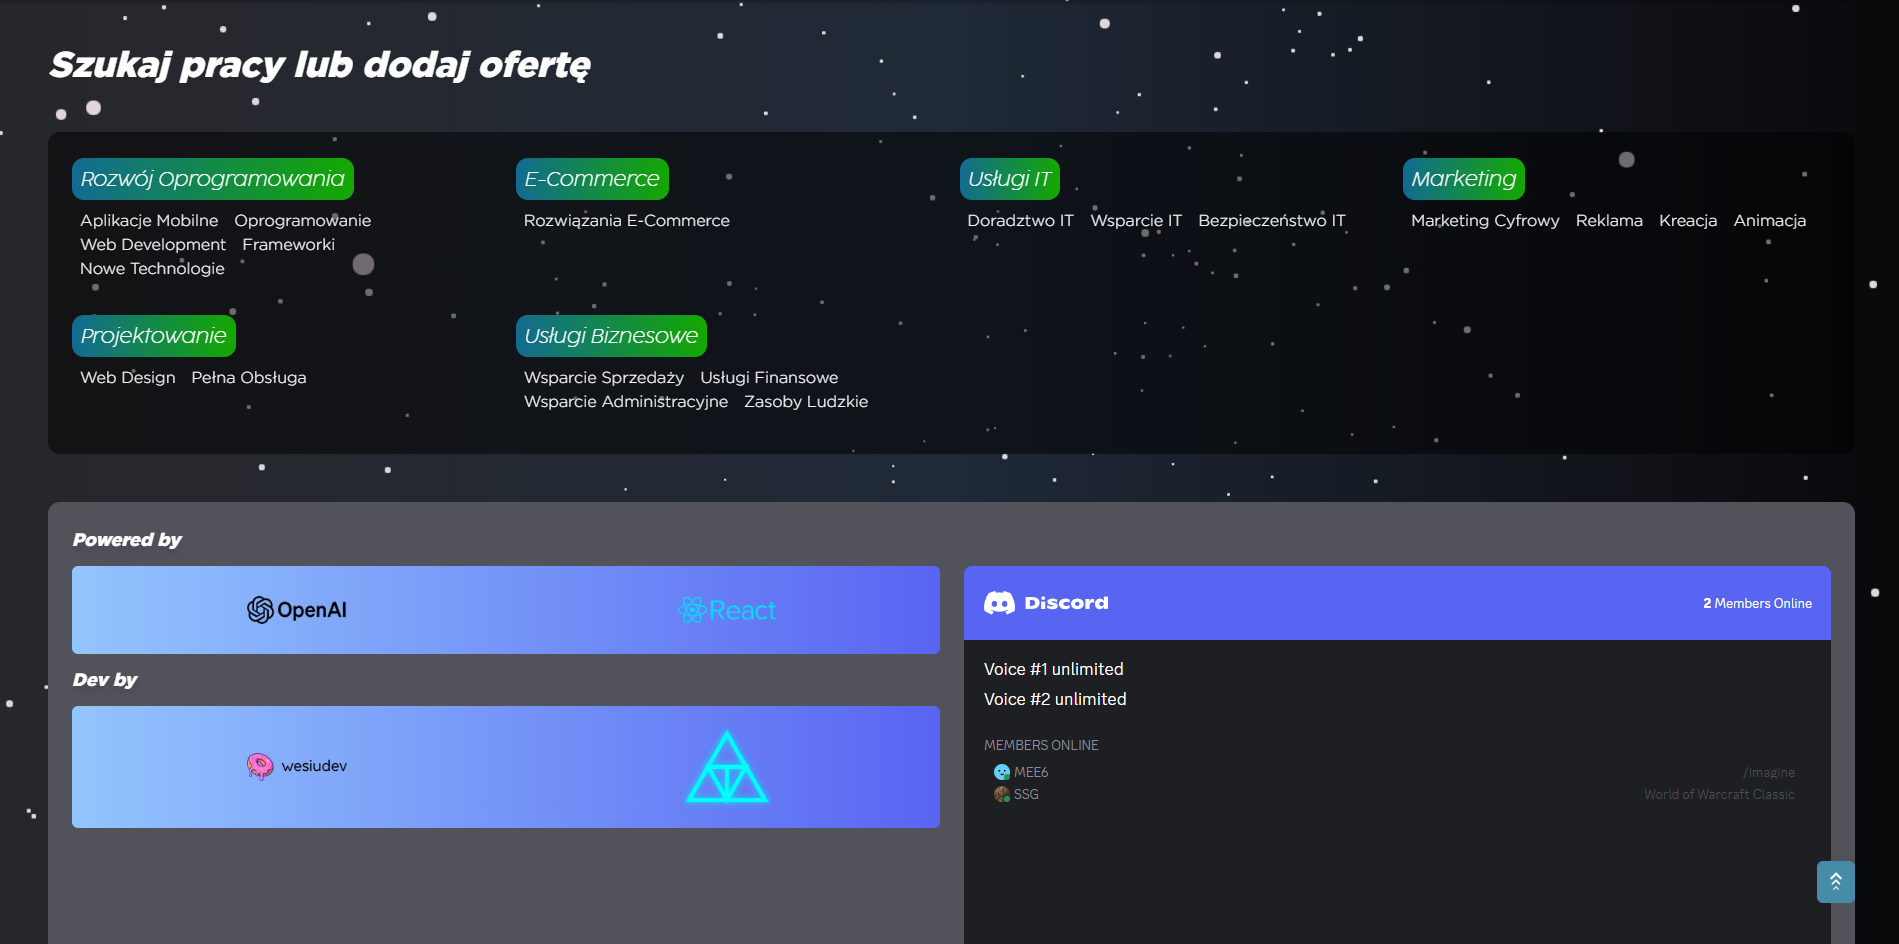 Szukaj pracy lub dodaj ofertę
Rozwój Oprogramowania
Aplikacje Mobilne Oprogramowanie
Web Development Frameworki
Nowe Technologie
E-Commerce
Rozwiązania E-Commerce
Usługi IT
Doradztwo IT Wsparcie IT Bezpieczeństwo IT
Marketing
Marketing Cyfrowy Reklama Kreacja Animacja
Projektowanie
Web Design Pełna Obsługa
Usługi Biznesowe
Wsparcie Sprzedaży Usługi Finansowe
Wsparcie Administracyjne Zasoby Ludzkie
Powered by
OpenAI React
Dev by
wesiudev
Discord 2 Members Online
Voice #1 unlimited
Voice #2 unlimited
MEMBERS ONLINE
MEE6 /imagine
SSG World of Warcraft Classic